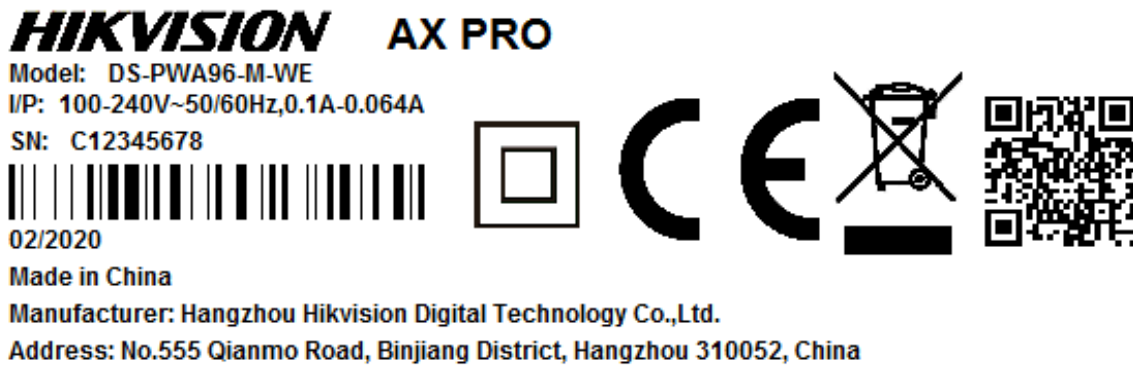 HIKVISION AX PRO
Model: DS-PWA96-M-WE
I/P: 100-240V~50/60Hz,0.1A-0.064A
SN: C12345678
02/2020
Made in China
Manufacturer: Hangzhou Hikvision Digital Technology Co.,Ltd.
Address: No.555 Qianmo Road, Binjiang District, Hangzhou 310052, China
CE